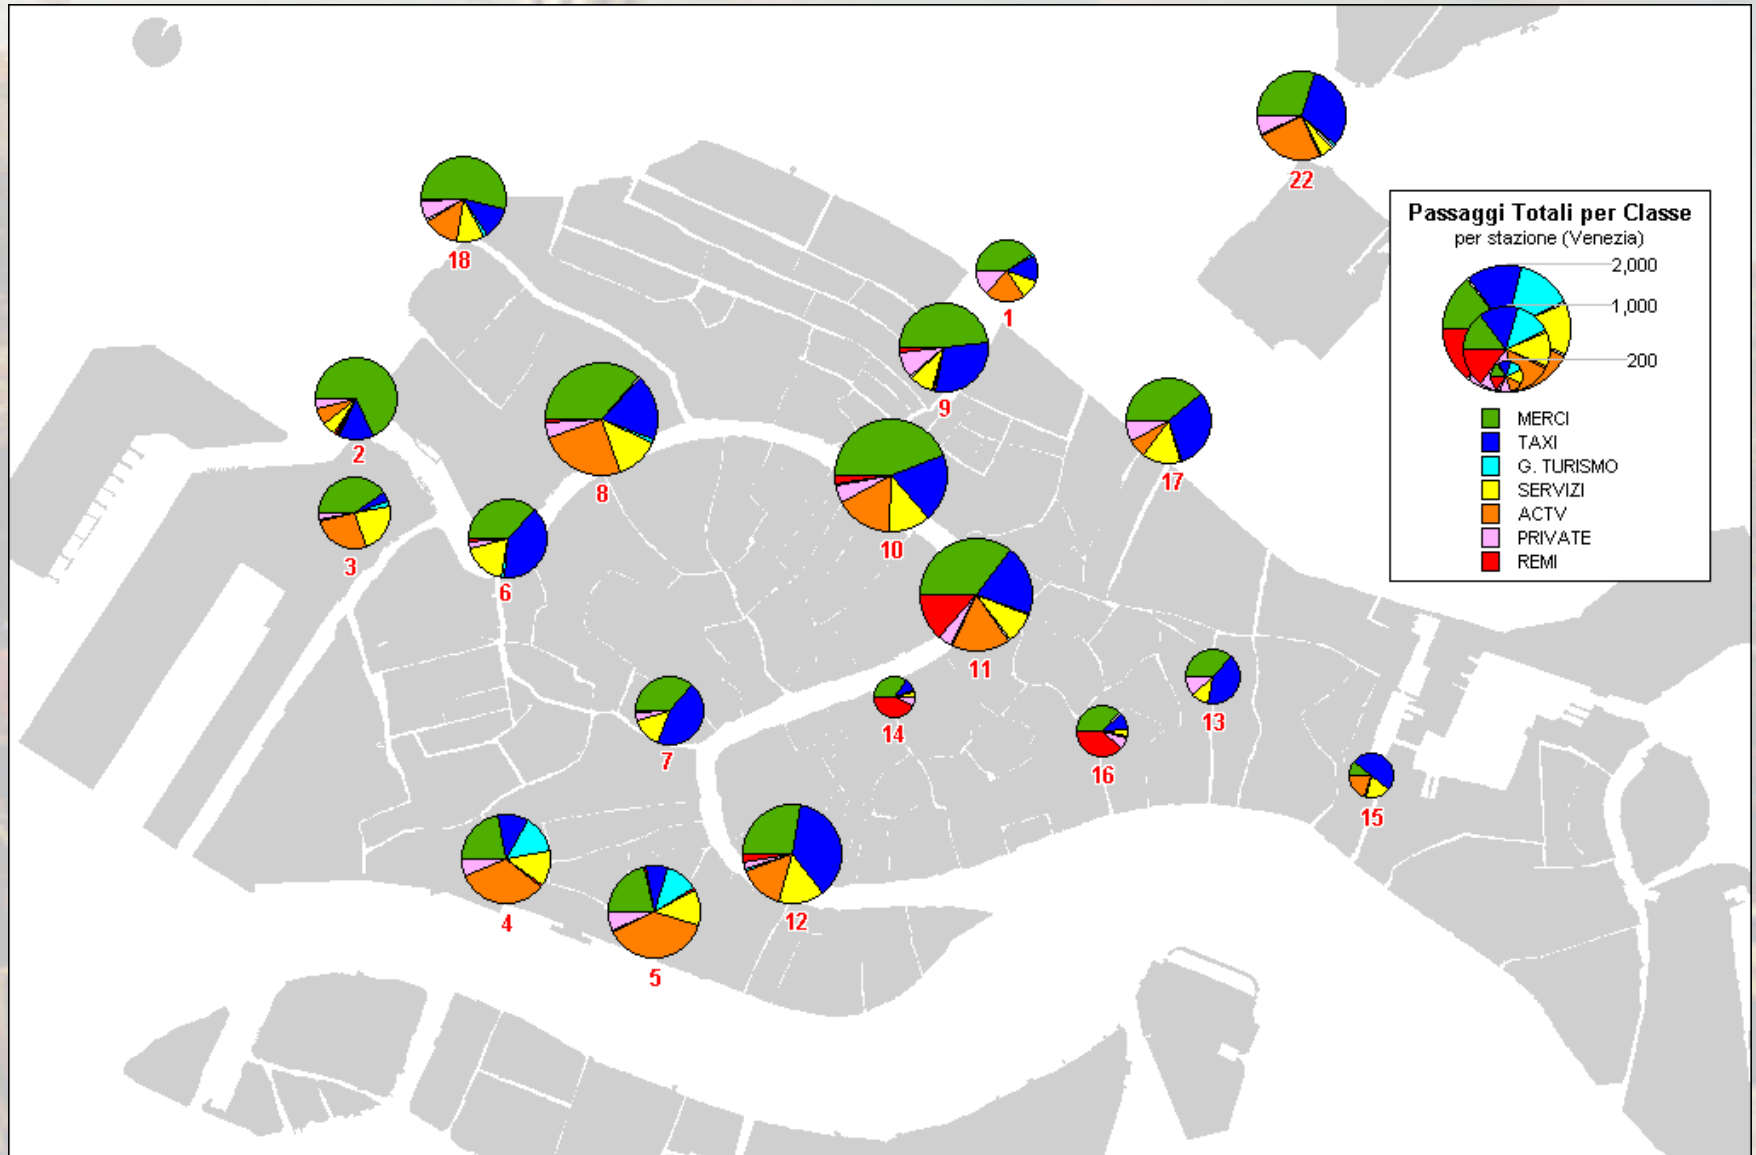 22
18
1
9
2
8
17
3
6
10
11
13
14
16
7
15
4
12
5
Passaggi Totali per Classe
per stazione (Venezia)
2,000
1,000
200
MERCI
TAXI
G. TURISMO
SERVIZI
ACTV
PRIVATE
REMI